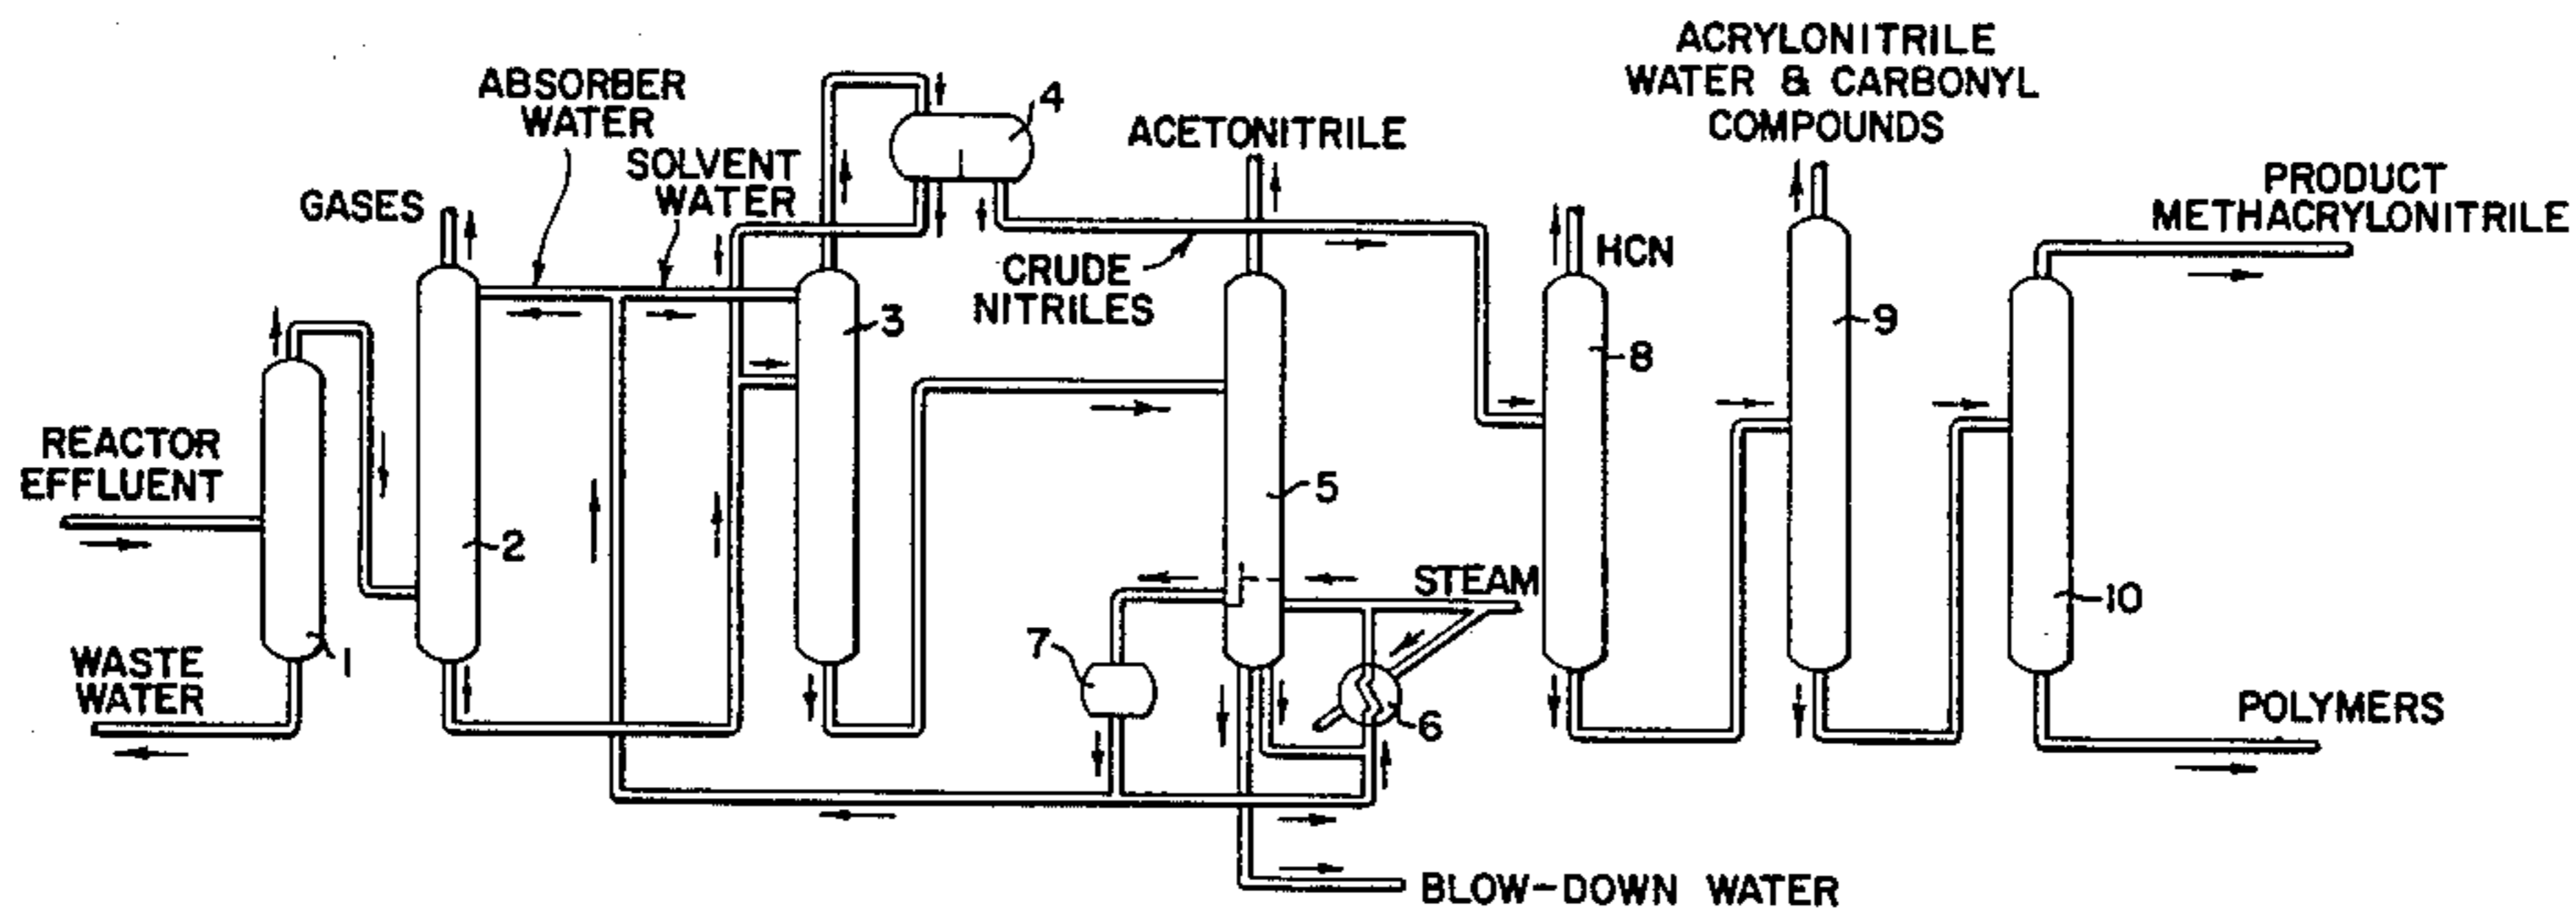 ACRYLONITRILE
WATER & CARBONYL
COMPOUNDS
ABSORBER
WATER
4
ACETONITRILE
SOLVENT
WATER
PRODUCT
METHACRYLONITRILE
GASES
HCN
CRUDE
NITRILES
3
9
8
REACTOR
EFFLUENT
5
2
STEAM
10
7
1
WASTE
WATER
6
POLYMERS
BLOW-DOWN WATER